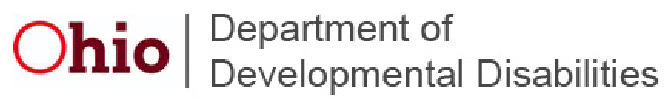 Ohio
Department of
Developmental Disabilities